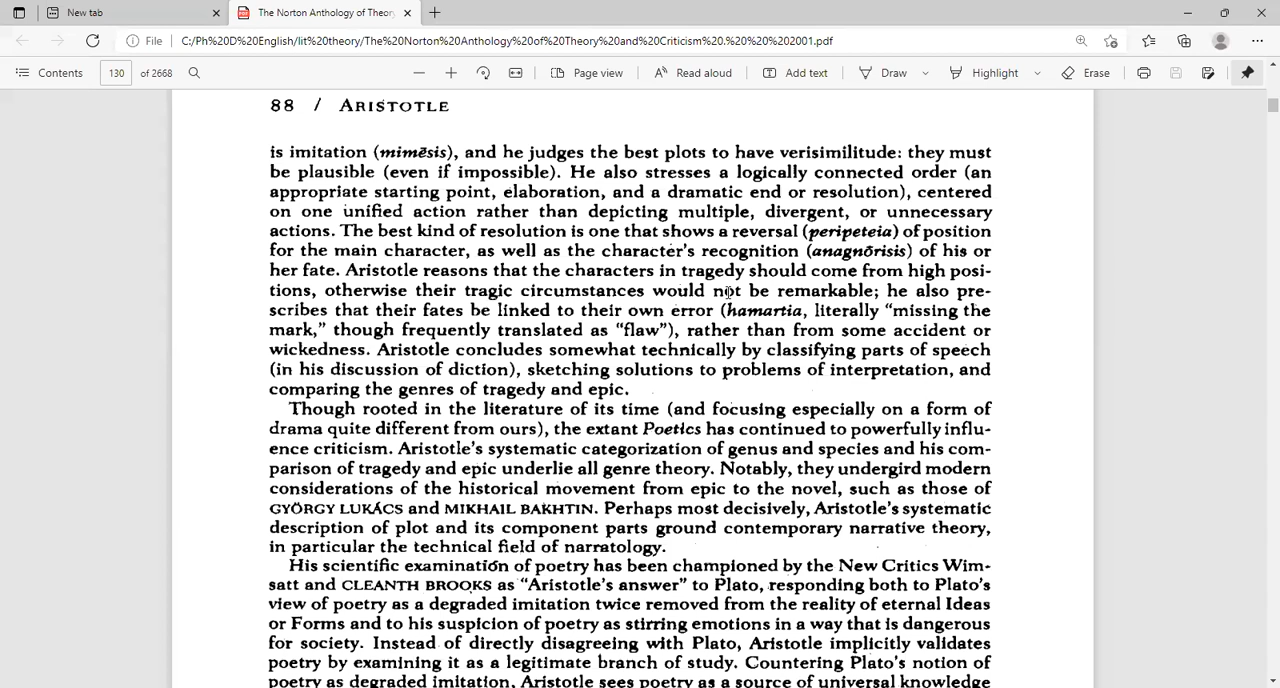 New tab
The Norton Anthology of Theor
File
C:/Ph%20D%20English/lit%20theory/The%20Norton%20Anthology%20of%20Theory%20and%20Criticism%20.%20%20%202001.pdf
Contents
130
of 2668
Page view
Read aloud
Add text
Draw
Highlight
Erase
88 / ARISTOTLE
is imitation (mimēsis), and he judges the best plots to have verisimilitude: they must
be plausible (even if impossible). He also stresses a logically connected order (an
appropriate starting point, elaboration, and a dramatic end or resolution), centered
on one unified action rather than depicting multiple, divergent, or unnecessary
actions. The best kind of resolution is one that shows a reversal (peripeteia) of position
for the main character, as well as the character's recognition (anagnōrisis) of his or
her fate. Aristotle reasons that the characters in tragedy should come from high posi-
tions, otherwise their tragic circumstances would not be remarkable; he also pre-
scribes that their fates be linked to their own error (hamartia, literally “missing the
mark,” though frequently translated as “flaw”), rather than from some accident or
wickedness. Aristotle concludes somewhat technically by classifying parts of speech
(in his discussion of diction), sketching solutions to problems of interpretation, and
comparing the genres of tragedy and epic.
Though rooted in the literature of its time (and focusing especially on a form of
drama quite different from ours), the extant Poetics has continued to powerfully influ-
ence criticism. Aristotle's systematic categorization of genus and species and his com-
parison of tragedy and epic underlie all genre theory. Notably, they undergird modern
considerations of the historical movement from epic to the novel, such as those of
GYÖRGY LUKÁCS and MIKHAIL BAKHTIN. Perhaps most decisively, Aristotle's systematic
description of plot and its component parts ground contemporary narrative theory,
in particular the technical field of narratology.
His scientific examination of poetry has been championed by the New Critics Wim-
satt and CLEANTH BROOKS as “Aristotle's answer” to Plato, responding both to Plato's
view of poetry as a degraded imitation twice removed from the reality of eternal Ideas
or Forms and to his suspicion of poetry as stirring emotions in a way that is dangerous
for society. Instead of directly disagreeing with Plato, Aristotle implicitly validates
poetry by examining it as a legitimate branch of study. Countering Plato's notion of
poetry as degraded imitation, Aristotle sees poetry as a source of universal knowledge